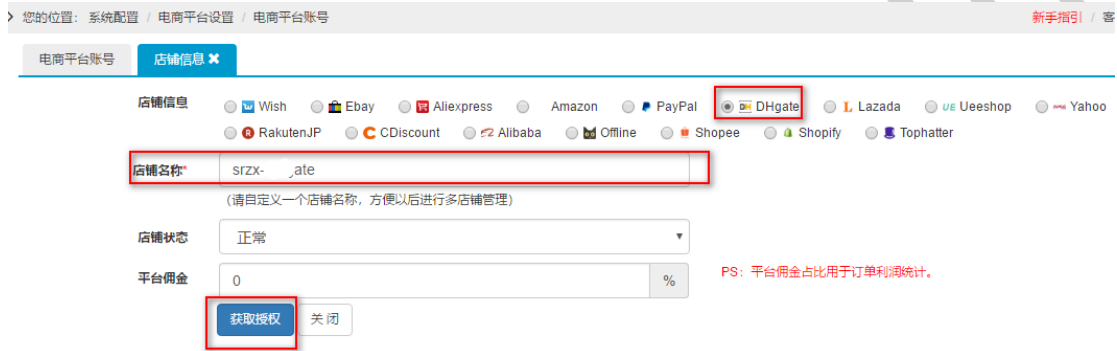 您的位置： 系统配置 / 电商平台设置 / 电商平台账号 新手指引 / 客
电商平台账号 店铺信息
店铺信息 Wish Ebay Aliexpress Amazon PayPal DHgate Lazada UE Ueeshop Yahoo
RakutenJP CDiscount Alibaba Offline Shopee Shopify Tophatter
店铺名称* srzx- ate
(请自定义一个店铺名称，方便以后进行多店铺管理)
店铺状态 正常
平台佣金 0 % PS：平台佣金占比用于订单利润统计。
获取授权 关闭